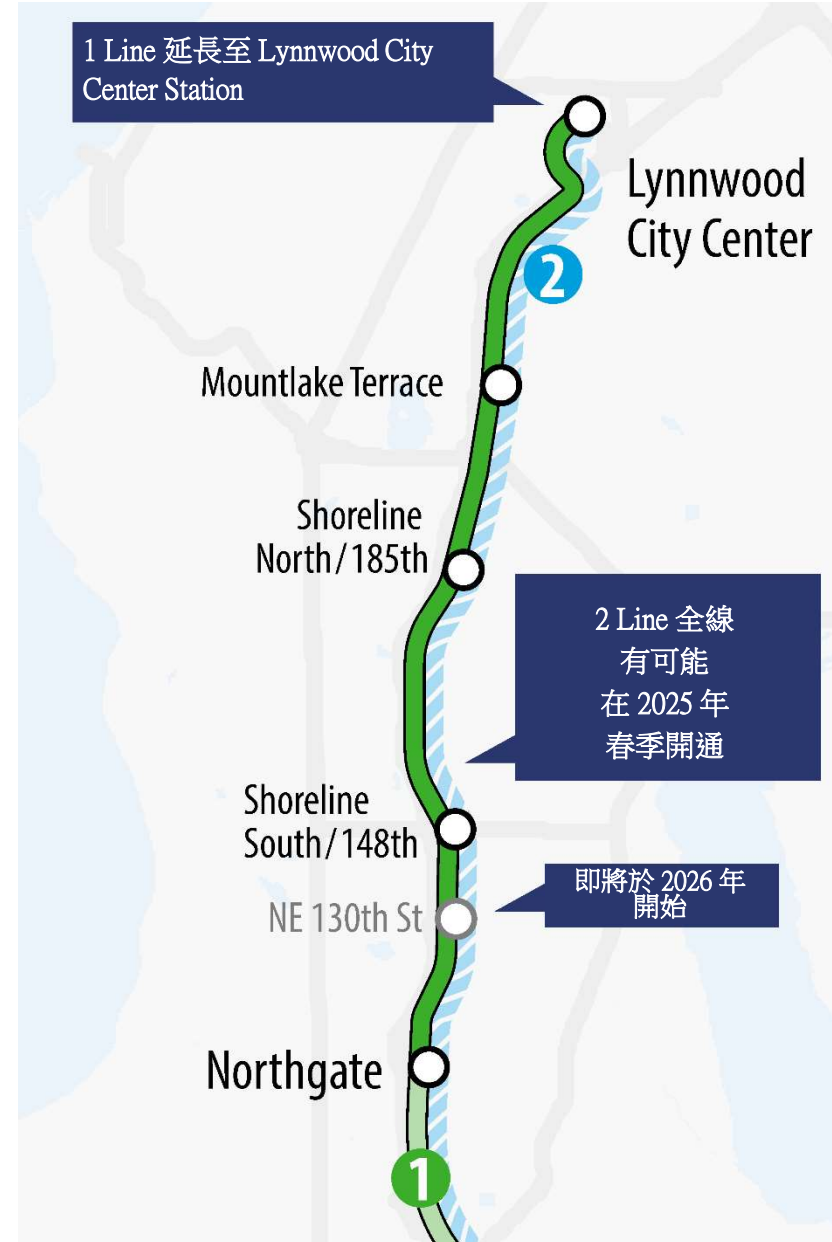 1 Line 延長至 Lynnwood City
Center Station
Lynnwood
City Center
2
Mountlake Terrace
Shoreline
North/185th
2 Line 全線
有可能
在 2025 年
春季開通
Shoreline
South/148th
即將於 2026 年
開始
NE 130th St
Northgate
1